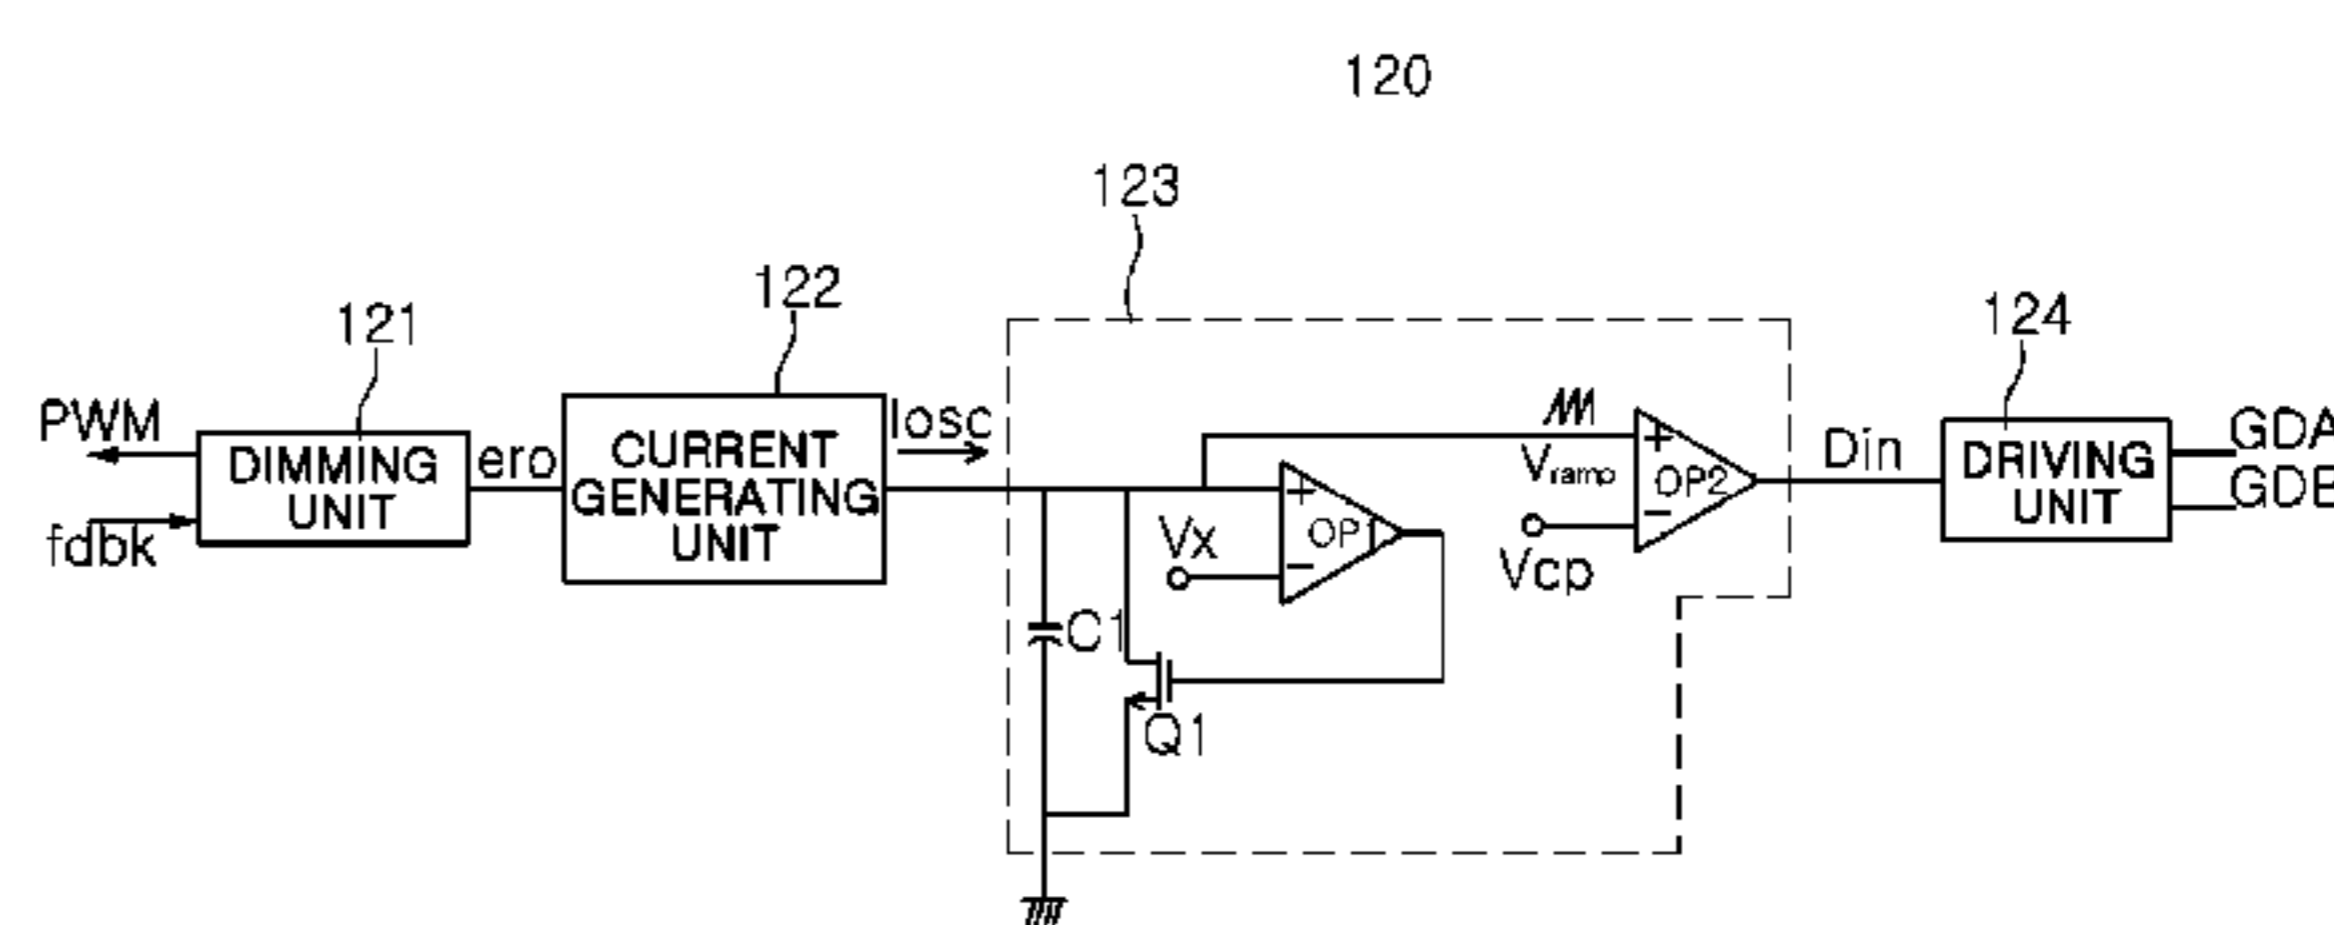 120
123
122
121
124
PWM
fdbk
DIMMING
UNIT
ero
CURRENT
GENERATING
UNIT
Iosc
C1
Q1
Vx
+
OP1
−
Vramp
Vcp
+
OP2
−
Din
DRIVING
UNIT
GDA
GDB